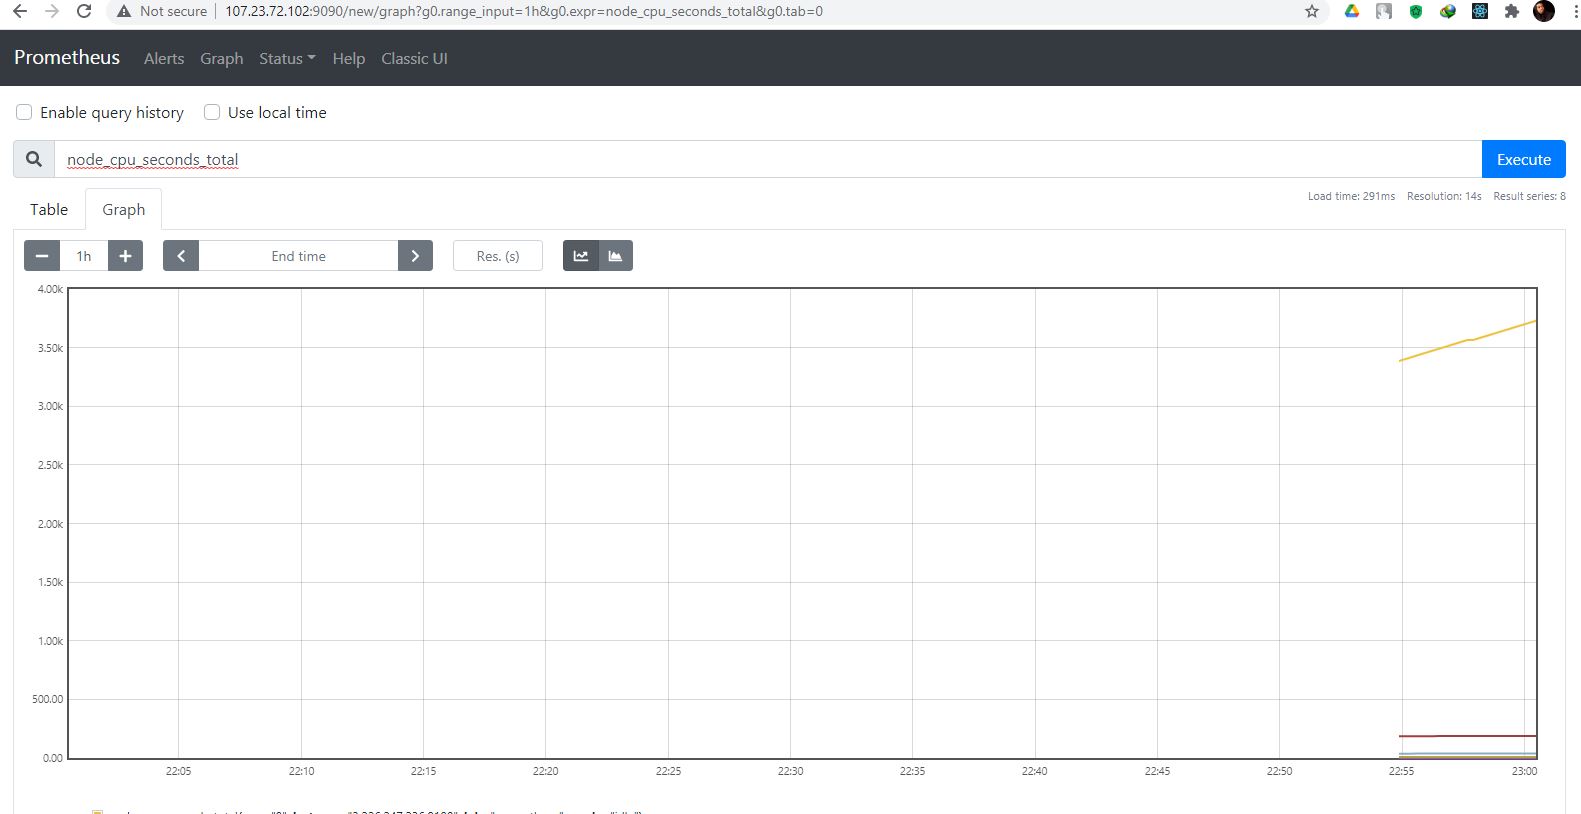 Not secure | 107.23.72.102:9090/new/graph?g0.range_input=1h&g0.expr=node_cpu_seconds_total&g0.tab=0
Prometheus Alerts Graph Status Help Classic UI
Enable query history Use local time
node_cpu_seconds_total Execute
Load time: 291ms Resolution: 14s Result series: 8
Table Graph
1h End time Res. (s)
4.00k
3.50k
3.00k
2.50k
2.00k
1.50k
1.00k
500.00
0.00
22:05 22:10 22:15 22:20 22:25 22:30 22:35 22:40 22:45 22:50 22:55 23:00